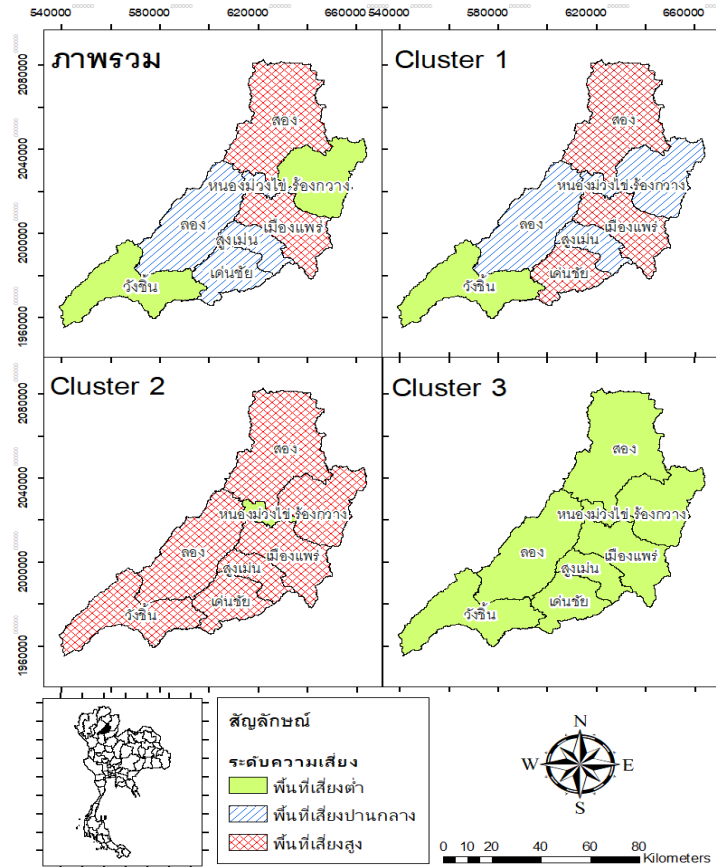 540000 580000 620000 660000 540000 580000 620000 660000
2080000
2040000
2000000
1960000
ภาพรวม
สอง
หนองม่วงไข่ ร้องกวาง
ลอง
เมืองแพร่
สูงเม่น
เด่นชัย
วังชิ้น
Cluster 1
สอง
หนองม่วงไข่ ร้องกวาง
ลอง
เมืองแพร่
สูงเม่น
เด่นชัย
วังชิ้น
2080000
2040000
2000000
1960000
Cluster 2
สอง
หนองม่วงไข่ ร้องกวาง
ลอง
เมืองแพร่
สูงเม่น
เด่นชัย
วังชิ้น
Cluster 3
สอง
หนองม่วงไข่ ร้องกวาง
ลอง
เมืองแพร่
สูงเม่น
เด่นชัย
วังชิ้น
สัญลักษณ์
ระดับความเสี่ยง
พื้นที่เสี่ยงต่ำ
พื้นที่เสี่ยงปานกลาง
พื้นที่เสี่ยงสูง
N
W E
S
0 10 20 40 60 80
Kilometers